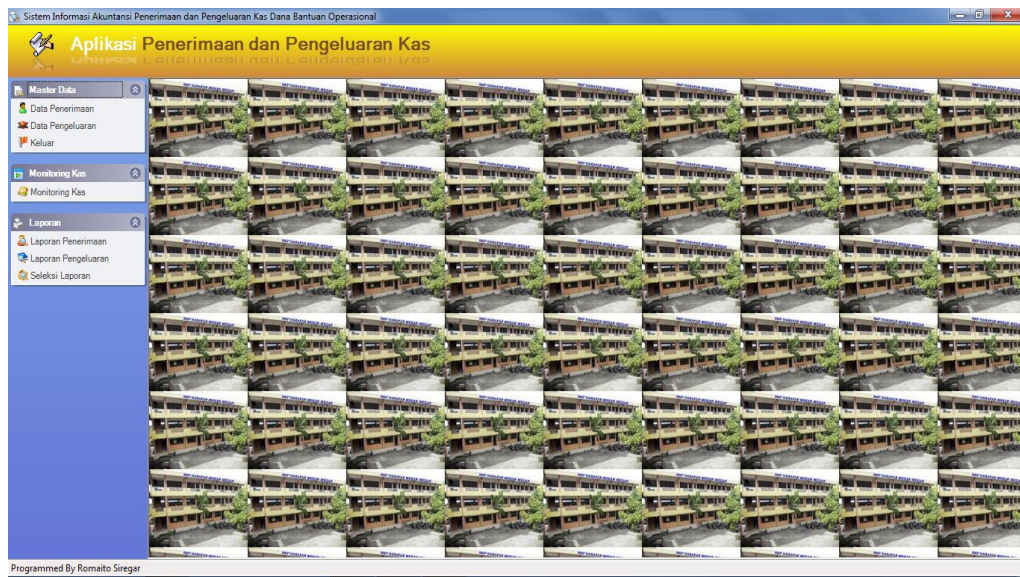 Sistem Informasi Akuntansi Penerimaan dan Pengeluaran Kas Dana Bantuan Operasional
Aplikasi Penerimaan dan Pengeluaran Kas
Master Data
Data Penerimaan
Data Pengeluaran
Keluar
Monitoring Kas
Monitoring Kas
Laporan
Laporan Penerimaan
Laporan Pengeluaran
Seleksi Laporan
Programmed By Romaito Siregar